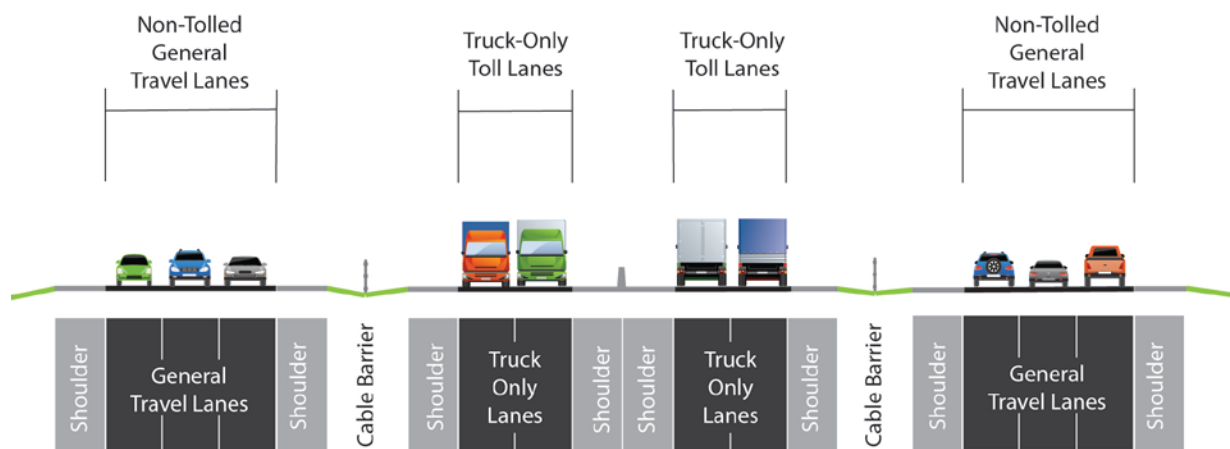 Non-Tolled
General
Travel Lanes
Truck-Only
Toll Lanes
Truck-Only
Toll Lanes
Non-Tolled
General
Travel Lanes
Shoulder
General
Travel Lanes
Shoulder
Cable Barrier
Shoulder
Truck
Only
Lanes
Shoulder
Shoulder
Truck
Only
Lanes
Shoulder
Cable Barrier
Shoulder
General
Travel Lanes
Shoulder